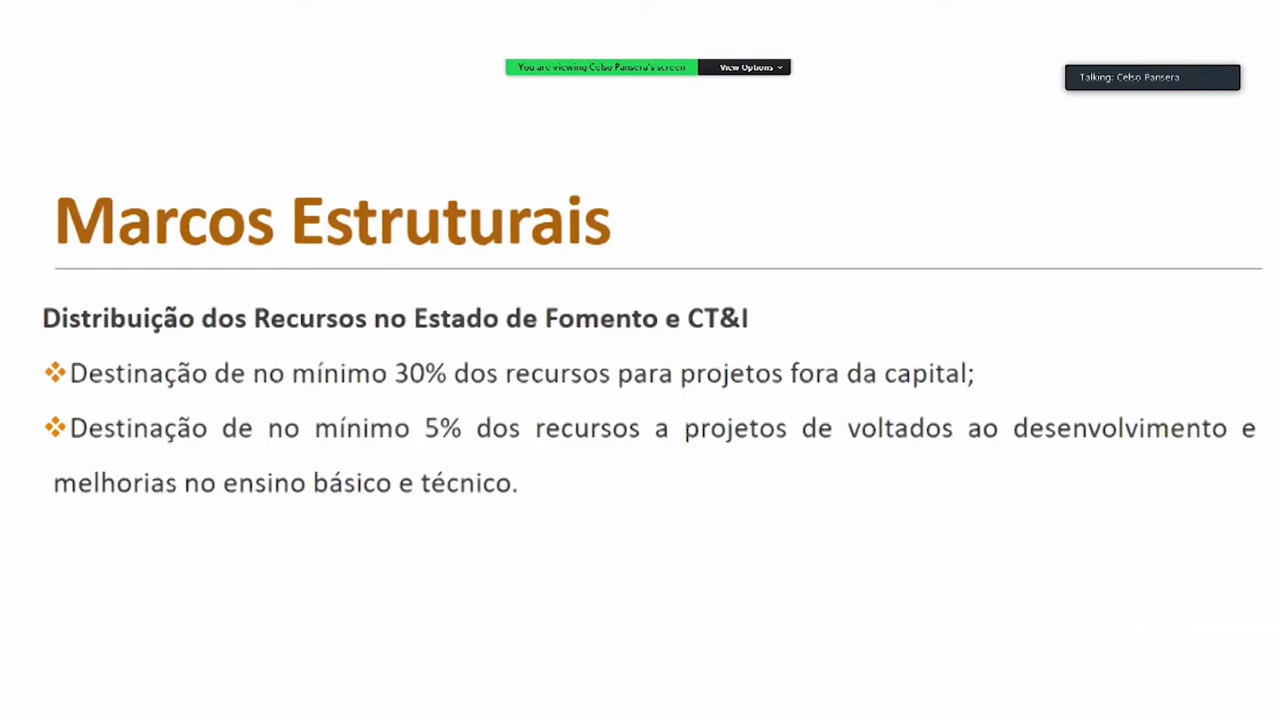 You are viewing Celso Pansera's screen View Options
Talking: Celso Pansera
Marcos Estruturais
Distribuição dos Recursos no Estado de Fomento e CT&I
Destinação de no mínimo 30% dos recursos para projetos fora da capital;
Destinação de no mínimo 5% dos recursos a projetos de voltados ao desenvolvimento e
melhorias no ensino básico e técnico.